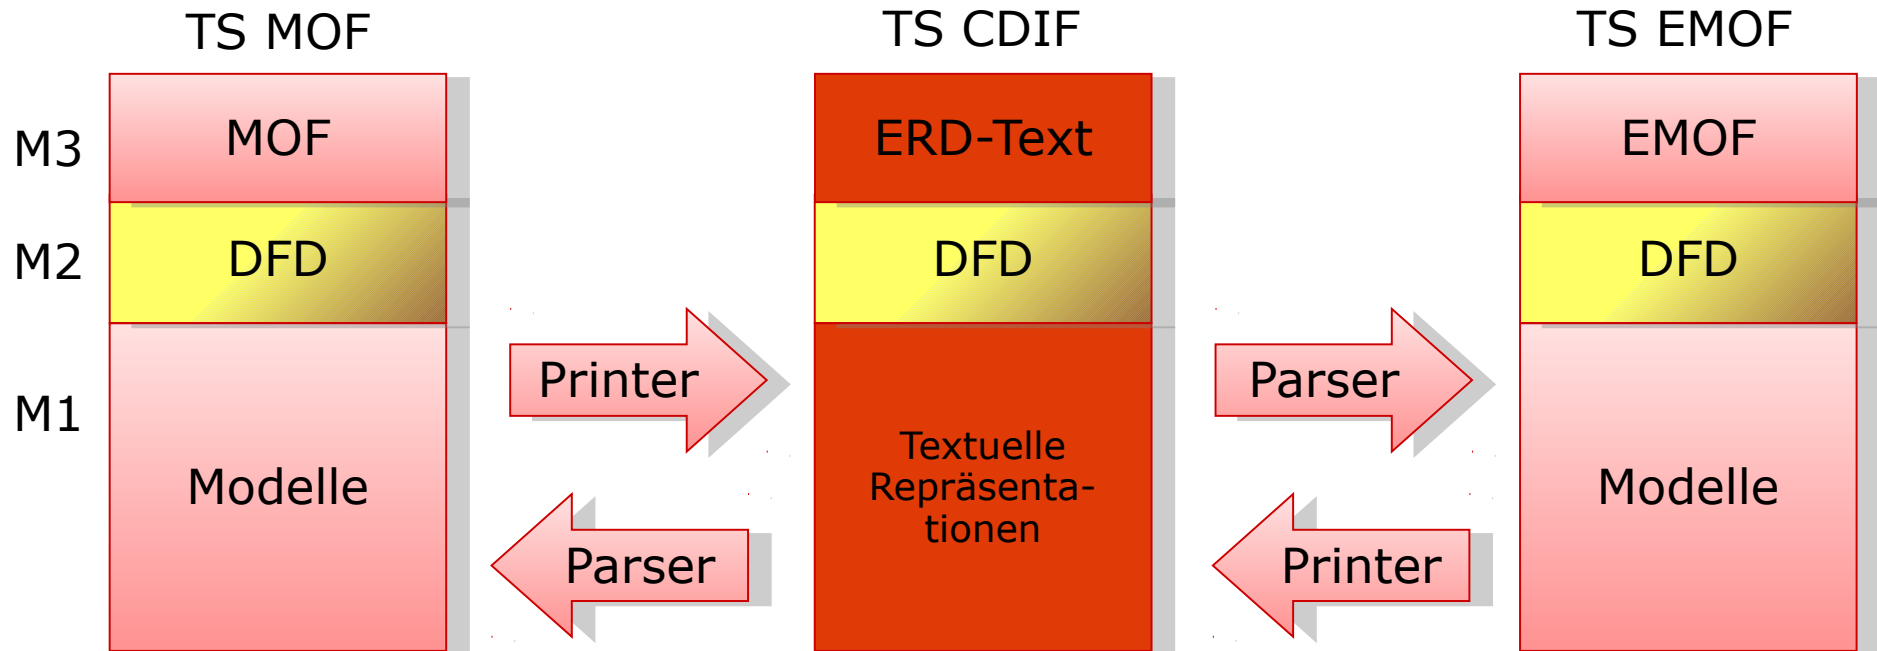 TS MOF
TS CDIF
TS EMOF
M3
MOF
ERD-Text
EMOF
M2
DFD
DFD
DFD
M1
Printer
Parser
Modelle
Textuelle
Repräsenta-
tionen
Modelle
Parser
Printer